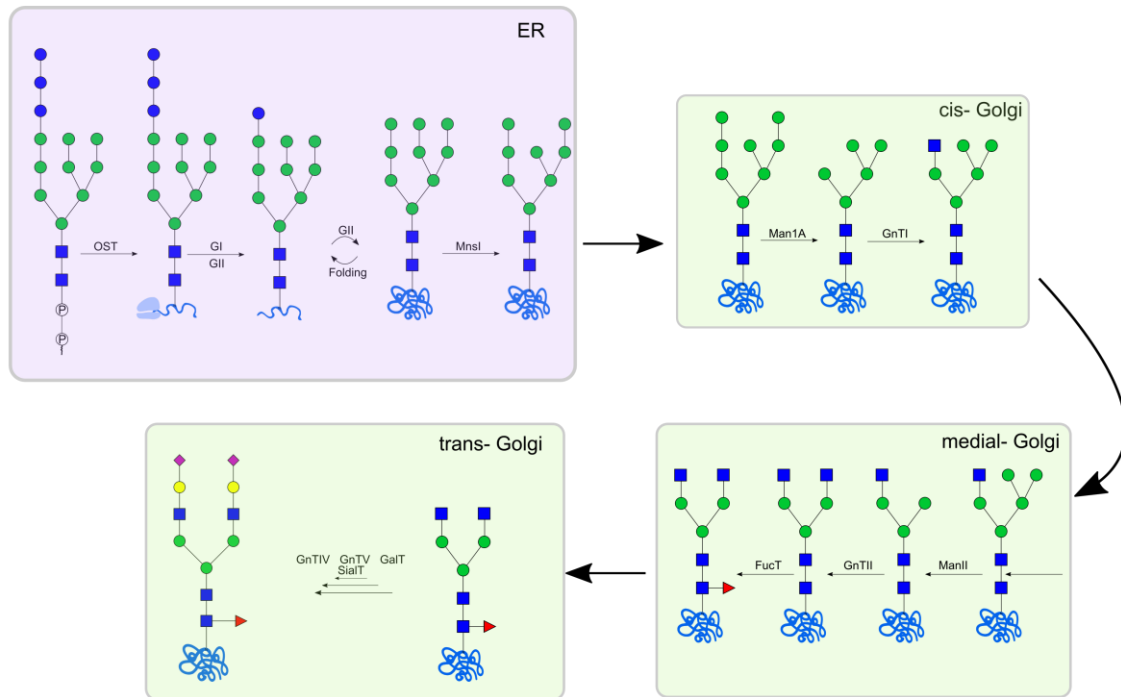 ER
OST
GI
GII
GII
Folding
MnsI
P
P
cis- Golgi
Man1A
GnTI
medial- Golgi
FucT
GnTII
ManII
trans- Golgi
GnTIV GnTV GalT
SialT